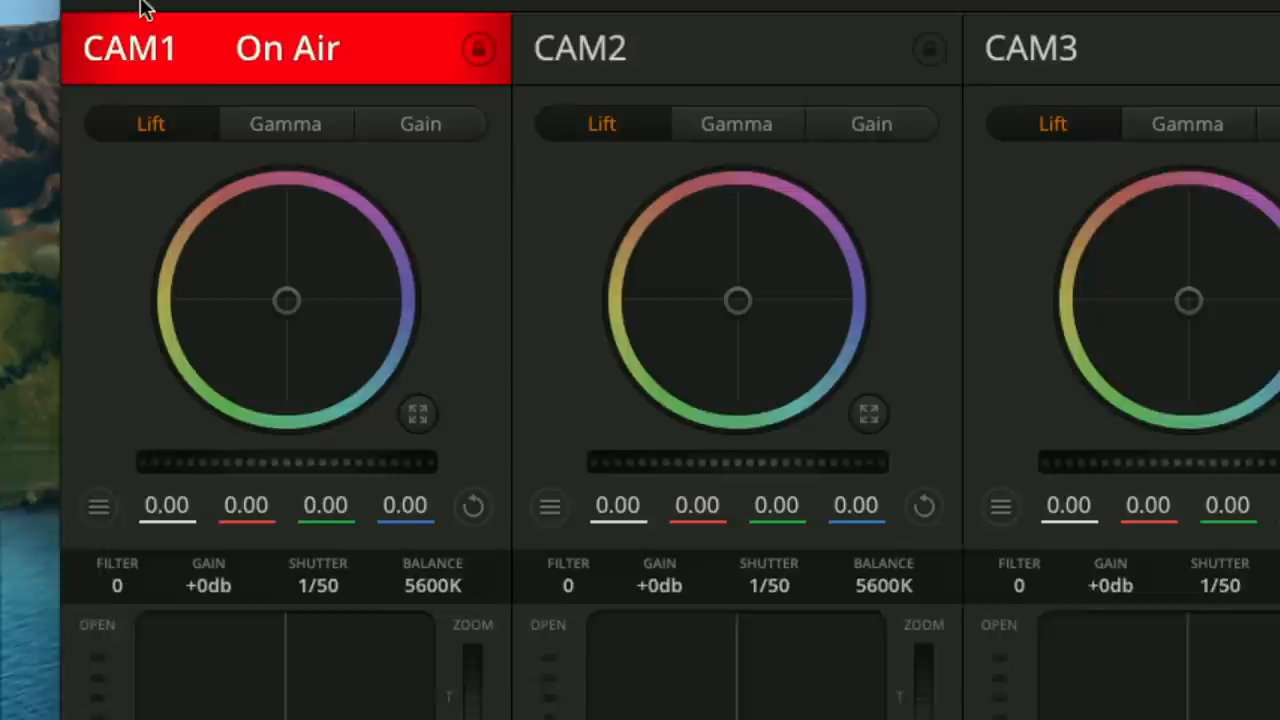 CAM1 On Air CAM2 CAM3
Lift Gamma Gain Lift Gamma Gain Lift Gamma
0.00 0.00 0.00 0.00 0.00 0.00 0.00 0.00 0.00 0.00 0.00
FILTER GAIN SHUTTER BALANCE FILTER GAIN SHUTTER BALANCE FILTER GAIN SHUTTER
0 +0db 1/50 5600K 0 +0db 1/50 5600K 0 +0db 1/50
OPEN ZOOM OPEN ZOOM OPEN
T T